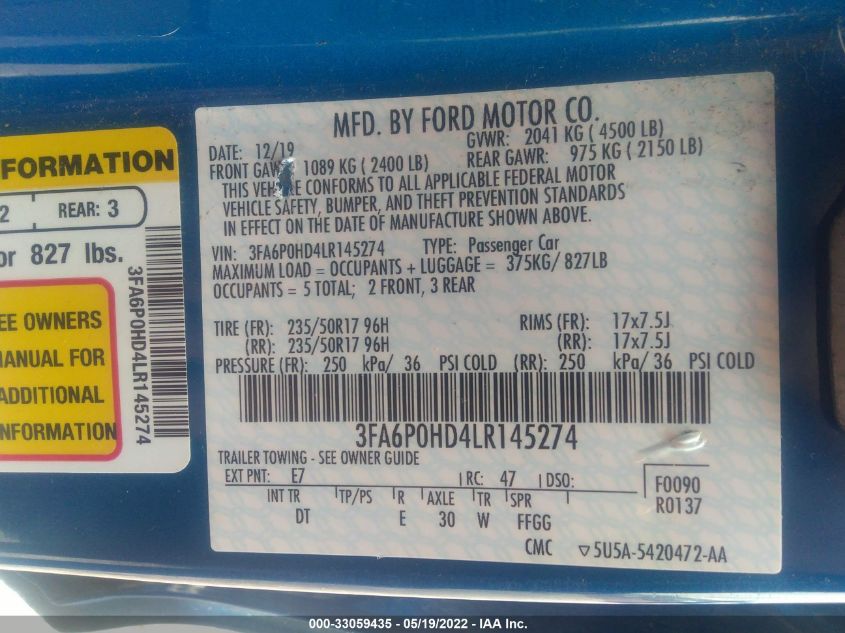 FORMATION
2 REAR: 3
or 827 lbs.
EE OWNERS
MANUAL FOR
ADDITIONAL
INFORMATION
3FA6P0HD4LR145274
MFD. BY FORD MOTOR CO.
DATE: 12/19 GVWR: 2041 KG ( 4500 LB)
FRONT GAWR: 1089 KG ( 2400 LB) REAR GAWR: 975 KG ( 2150 LB)
THIS VEHICLE CONFORMS TO ALL APPLICABLE FEDERAL MOTOR
VEHICLE SAFETY, BUMPER, AND THEFT PREVENTION STANDARDS
IN EFFECT ON THE DATE OF MANUFACTURE SHOWN ABOVE.
VIN: 3FA6P0HD4LR145274 TYPE: Passenger Car
MAXIMUM LOAD = OCCUPANTS + LUGGAGE = 375KG/ 827LB
OCCUPANTS = 5 TOTAL; 2 FRONT, 3 REAR
TIRE (FR): 235/50R17 96H RIMS (FR): 17x7.5J
(RR): 235/50R17 96H (RR): 17x7.5J
PRESSURE (FR): 250 kPa/ 36 PSI COLD (RR): 250 kPa/ 36 PSI COLD
3FA6P0HD4LR145274
TRAILER TOWING - SEE OWNER GUIDE
EXT PNT: E7 RC: 47 DSO: F0090
INT TR TP/PS R AXLE TR SPR R0137
DT E 30 W FFGG
CMC ▽5U5A-5420472-AA
000-33059435 - 05/19/2022 - IAA Inc.